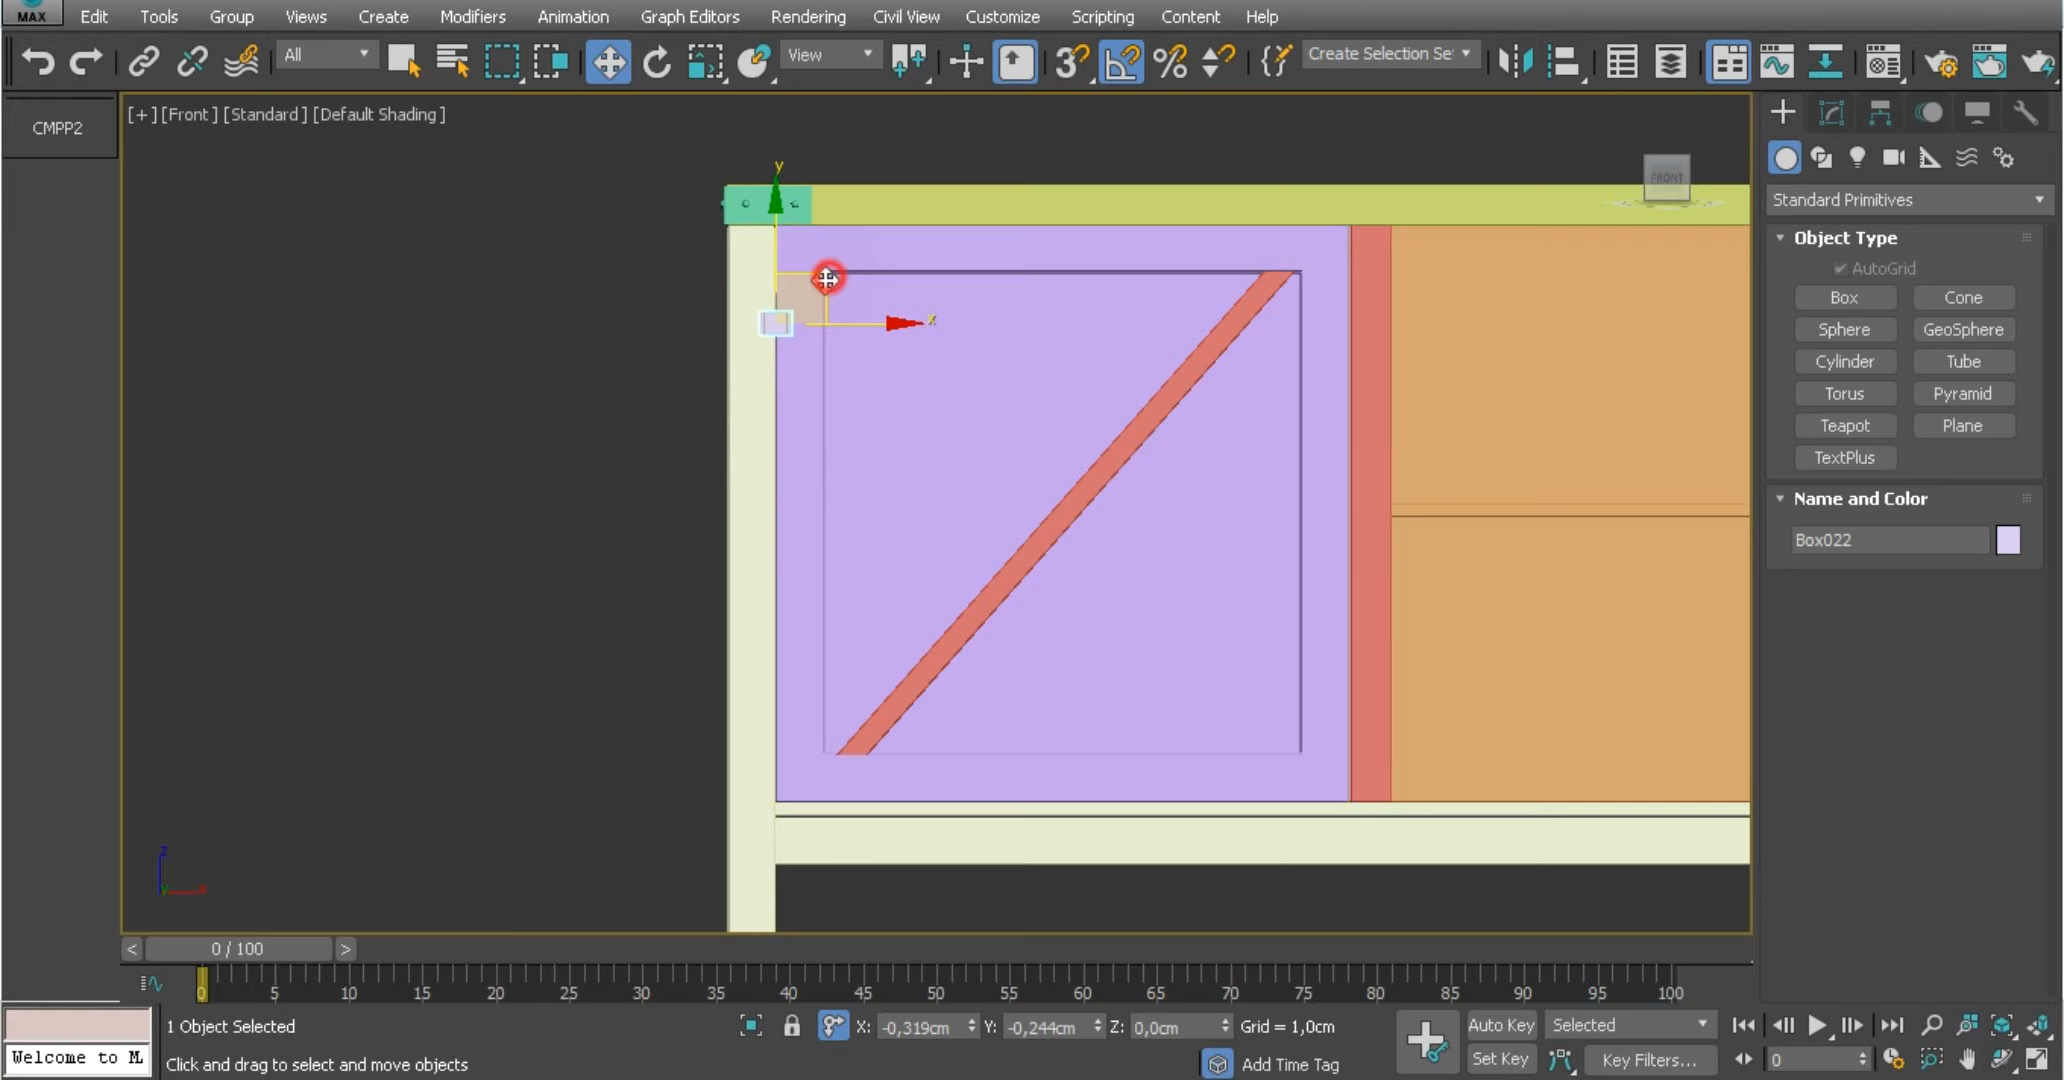 MAX Edit Tools Group Views Create Modifiers Animation Graph Editors Rendering Civil View Customize Scripting Content Help
All View 3 Create Selection Se
CMPP2
[+] [Front] [Standard] [Default Shading]
y
x
FRONT
z
y x
Standard Primitives
Object Type
AutoGrid
Box Cone
Sphere GeoSphere
Cylinder Tube
Torus Pyramid
Teapot Plane
TextPlus
Name and Color
Box022
< 0 / 100 >
0 5 10 15 20 25 30 35 40 45 50 55 60 65 70 75 80 85 90 95 100
1 Object Selected X: -0,319cm Y: -0,244cm Z: 0,0cm Grid = 1,0cm Auto Key Selected
Welcome to M Click and drag to select and move objects Add Time Tag Set Key Key Filters... 0